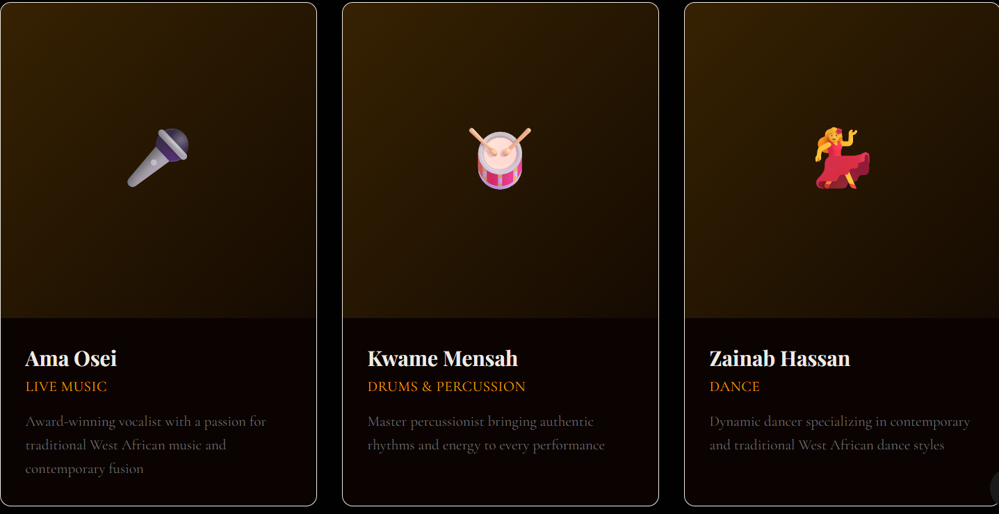 Ama Osei
LIVE MUSIC
Award-winning vocalist with a passion for
traditional West African music and
contemporary fusion
Kwame Mensah
DRUMS & PERCUSSION
Master percussionist bringing authentic
rhythms and energy to every performance
Zainab Hassan
DANCE
Dynamic dancer specializing in contemporary
and traditional West African dance styles